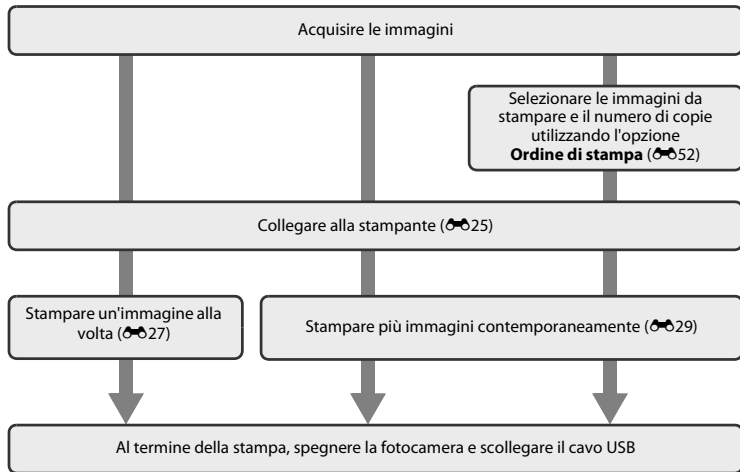 Acquisire le immagini
Selezionare le immagini da
stampare e il numero di copie
utilizzando l'opzione
Ordine di stampa (52)
Collegare alla stampante (25)
Stampare un'immagine alla
volta (27)
Stampare più immagini contemporaneamente (29)
Al termine della stampa, spegnere la fotocamera e scollegare il cavo USB